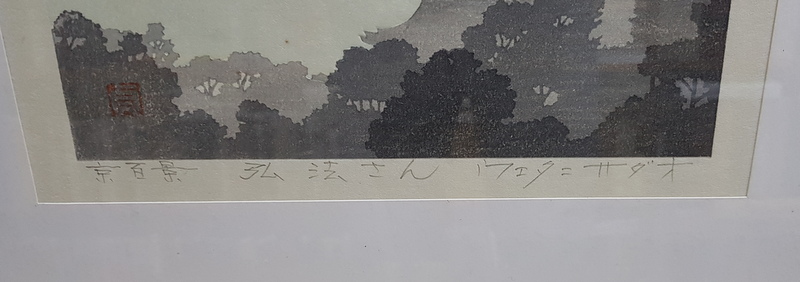 京百景 弘法さん ウエタニサダオ